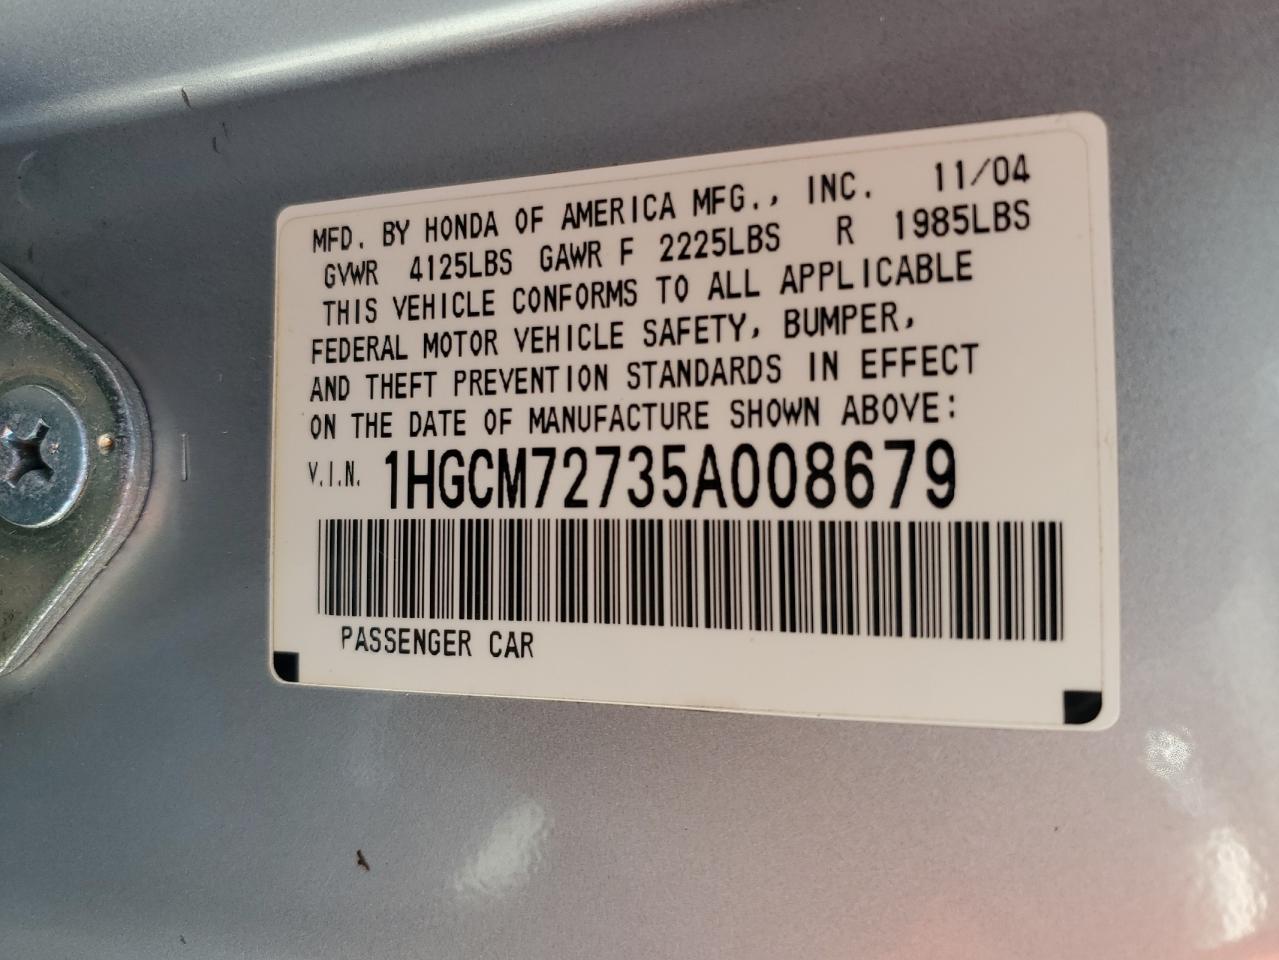 MFD. BY HONDA OF AMERICA MFG., INC. 11/04
GVWR 4125LBS GAWR F 2225LBS R 1985LBS
THIS VEHICLE CONFORMS TO ALL APPLICABLE
FEDERAL MOTOR VEHICLE SAFETY, BUMPER,
AND THEFT PREVENTION STANDARDS IN EFFECT
ON THE DATE OF MANUFACTURE SHOWN ABOVE:
V.I.N. 1HGCM72735A008679
PASSENGER CAR